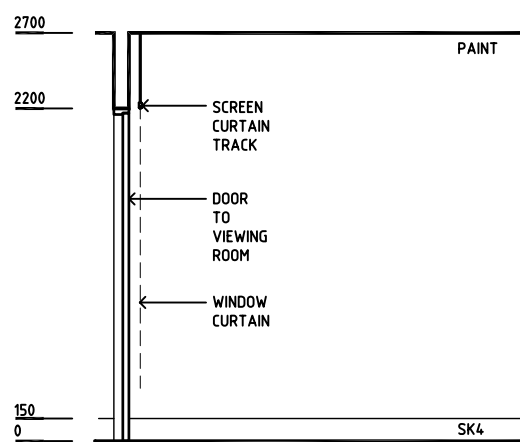 2700
PAINT
2200
SCREEN
CURTAIN
TRACK
DOOR
TO
VIEWING
ROOM
WINDOW
CURTAIN
150
0
SK4